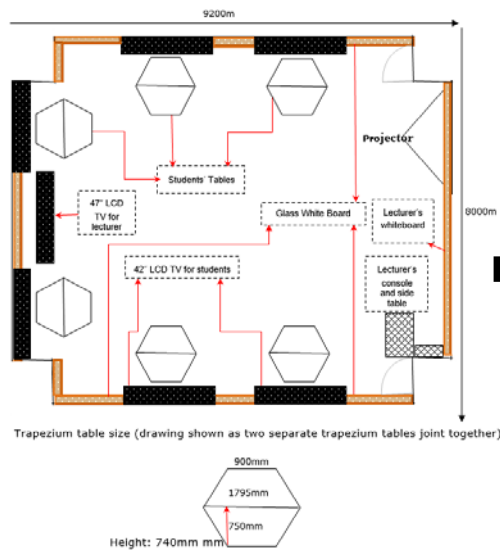 9200m
Projector
Students' Tables
47" LCD
TV for
lecturer
Glass White Board
Lecturer's
whiteboard
8000m
42" LCD TV for students
Lecturer's
console and
side
table
Trapezium table size (drawing shown as two separate trapezium tables joint together)
900mm
1795mm
750mm
Height: 740mm mm